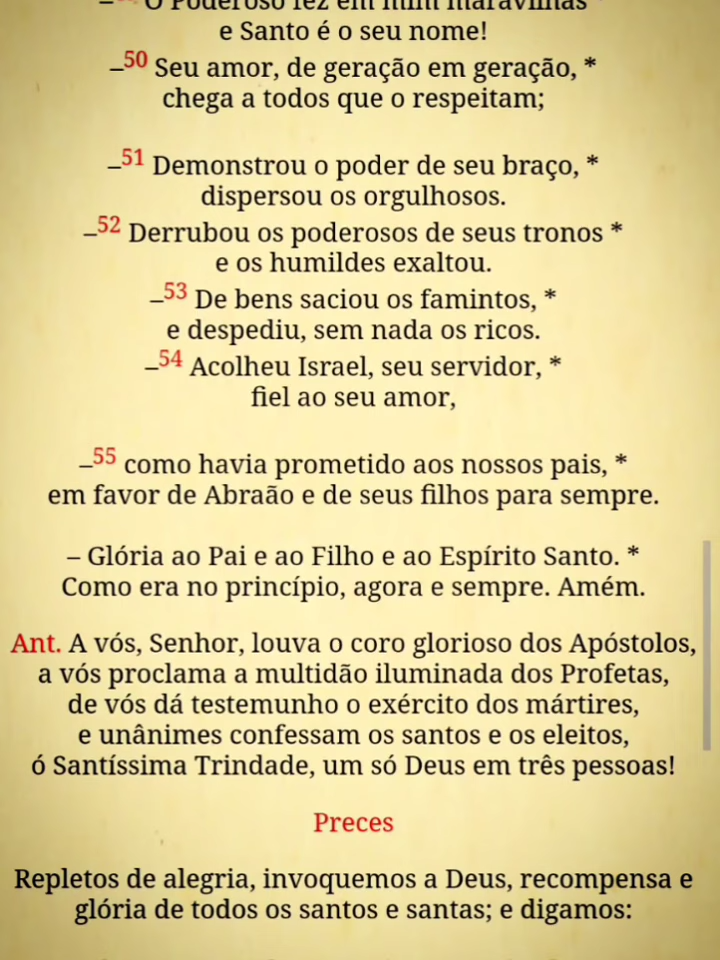 –49 O Poderoso fez em mim maravilhas *
e Santo é o seu nome!
–50 Seu amor, de geração em geração, *
chega a todos que o respeitam;
–51 Demonstrou o poder de seu braço, *
dispersou os orgulhosos.
–52 Derrubou os poderosos de seus tronos *
e os humildes exaltou.
–53 De bens saciou os famintos, *
e despediu, sem nada os ricos.
–54 Acolheu Israel, seu servidor, *
fiel ao seu amor,
–55 como havia prometido aos nossos pais, *
em favor de Abraão e de seus filhos para sempre.
– Glória ao Pai e ao Filho e ao Espírito Santo. *
Como era no princípio, agora e sempre. Amém.
Ant. A vós, Senhor, louva o coro glorioso dos Apóstolos,
a vós proclama a multidão iluminada dos Profetas,
de vós dá testemunho o exército dos mártires,
e unânimes confessam os santos e os eleitos,
ó Santíssima Trindade, um só Deus em três pessoas!
Preces
Repletos de alegria, invoquemos a Deus, recompensa e
glória de todos os santos e santas; e digamos: